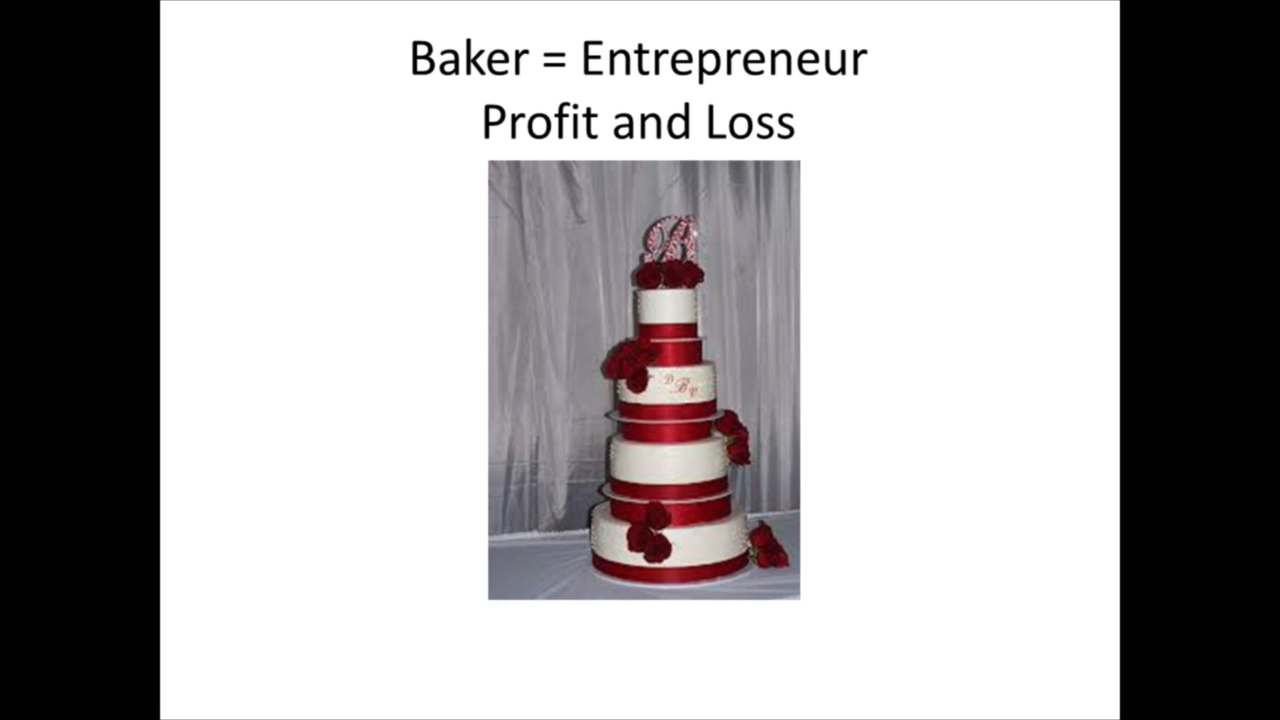 Baker = Entrepreneur
Profit and Loss
A